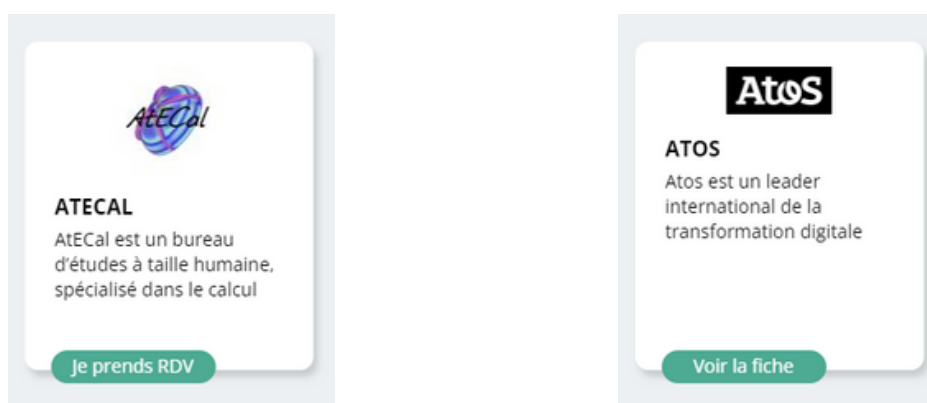 AtECal
ATECAL
AtECal est un bureau
d'études à taille humaine,
spécialisé dans le calcul
Je prends RDV
Atos
ATOS
Atos est un leader
international de la
transformation digitale
Voir la fiche